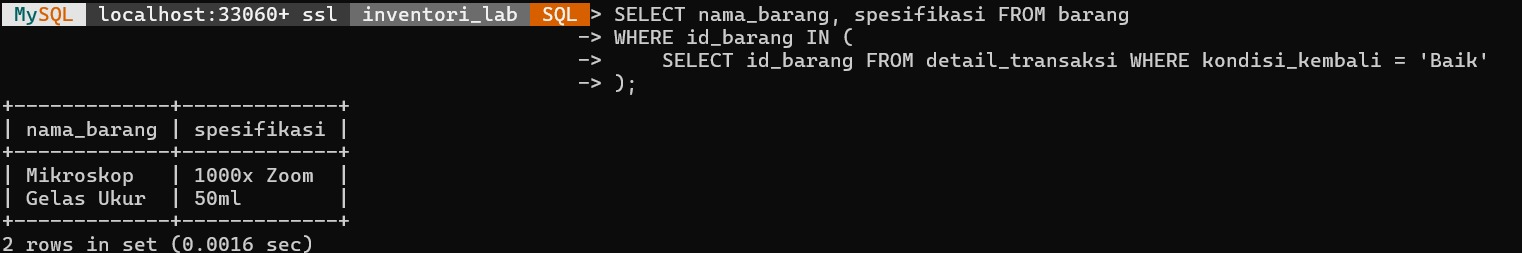 MySQL localhost:33060+ ssl inventori_lab SQL > SELECT nama_barang, spesifikasi FROM barang
-> WHERE id_barang IN (
->     SELECT id_barang FROM detail_transaksi WHERE kondisi_kembali = 'Baik'
-> );
+-------------+-------------+
| nama_barang | spesifikasi |
+-------------+-------------+
| Mikroskop   | 1000x Zoom  |
| Gelas Ukur  | 50ml        |
+-------------+-------------+
2 rows in set (0.0016 sec)